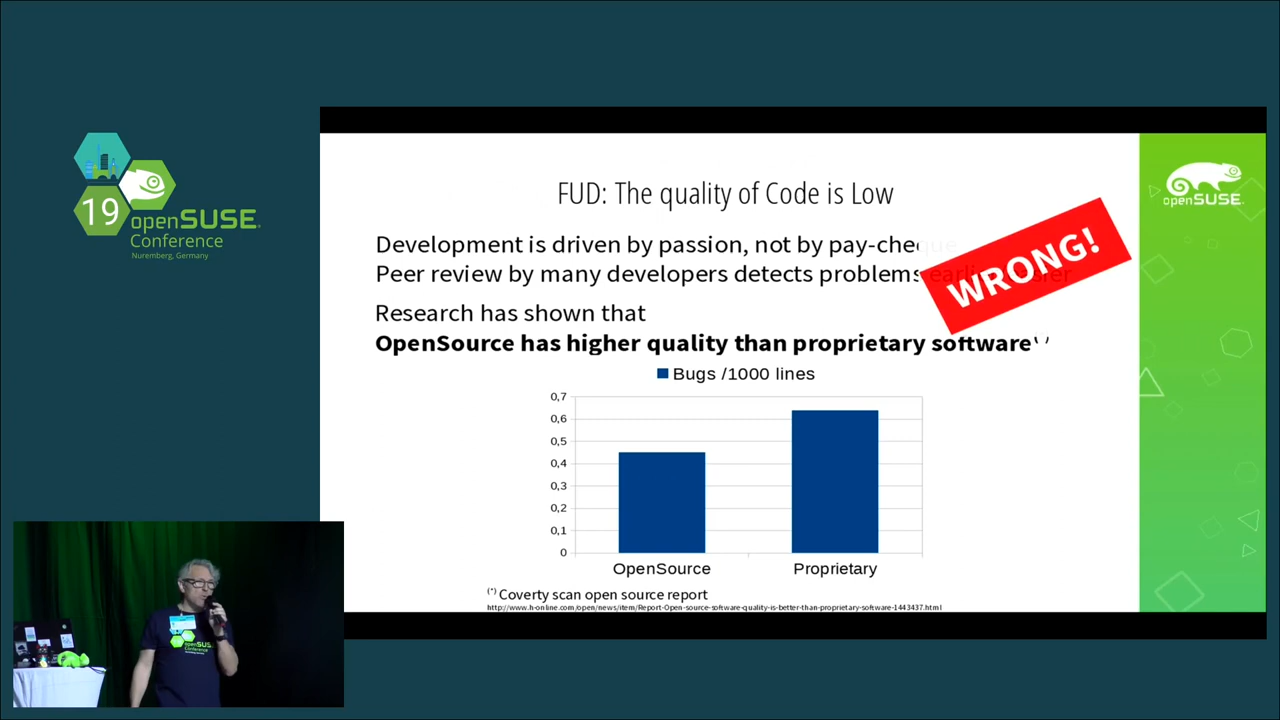 19
openSUSE
Conference
Nuremberg, Germany
openSUSE
FUD: The quality of Code is Low
Development is driven by passion, not by pay-cheque
Peer review by many developers detects problems
WRONG!
Research has shown that
OpenSource has higher quality than proprietary software(*)
Bugs /1000 lines
0,7
0,6
0,5
0,4
0,3
0,2
0,1
0
OpenSource
Proprietary
(*) Coverty scan open source report
http://www.h-online.com/open/news/item/Report-Open-source-software-quality-is-better-than-proprietary-software-1443437.html
openSUSE
Conference